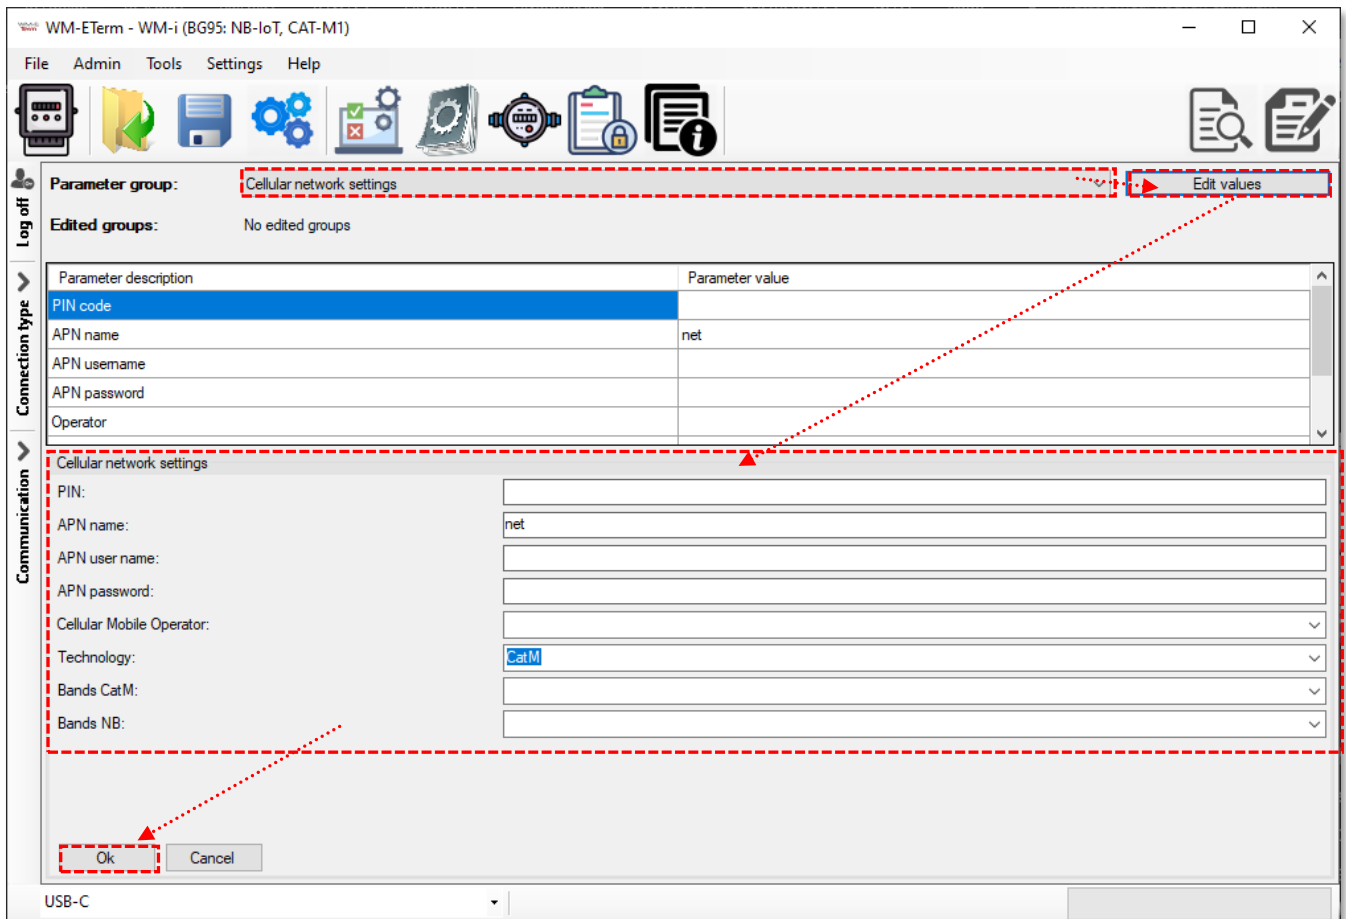 WM-ETerm - WM-i (BG95: NB-IoT, CAT-M1)
File Admin Tools Settings Help
Log off
Connection type
Communication
Parameter group: Cellular network settings Edit values
Edited groups: No edited groups
Parameter description Parameter value
PIN code
APN name net
APN username
APN password
Operator
Cellular network settings
PIN:
APN name: net
APN user name:
APN password:
Cellular Mobile Operator:
Technology: CatM
Bands CatM:
Bands NB:
Ok Cancel
USB-C